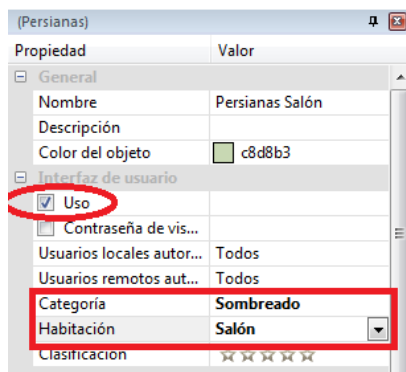 (Persianas)
Propiedad Valor
General
Nombre Persianas Salón
Descripción
Color del objeto c8d8b3
Interfaz de usuario
Uso
Contraseña de vis...
Usuarios locales autor... Todos
Usuarios remotos aut... Todos
Categoría Sombreado
Habitación Salón
Clasificación